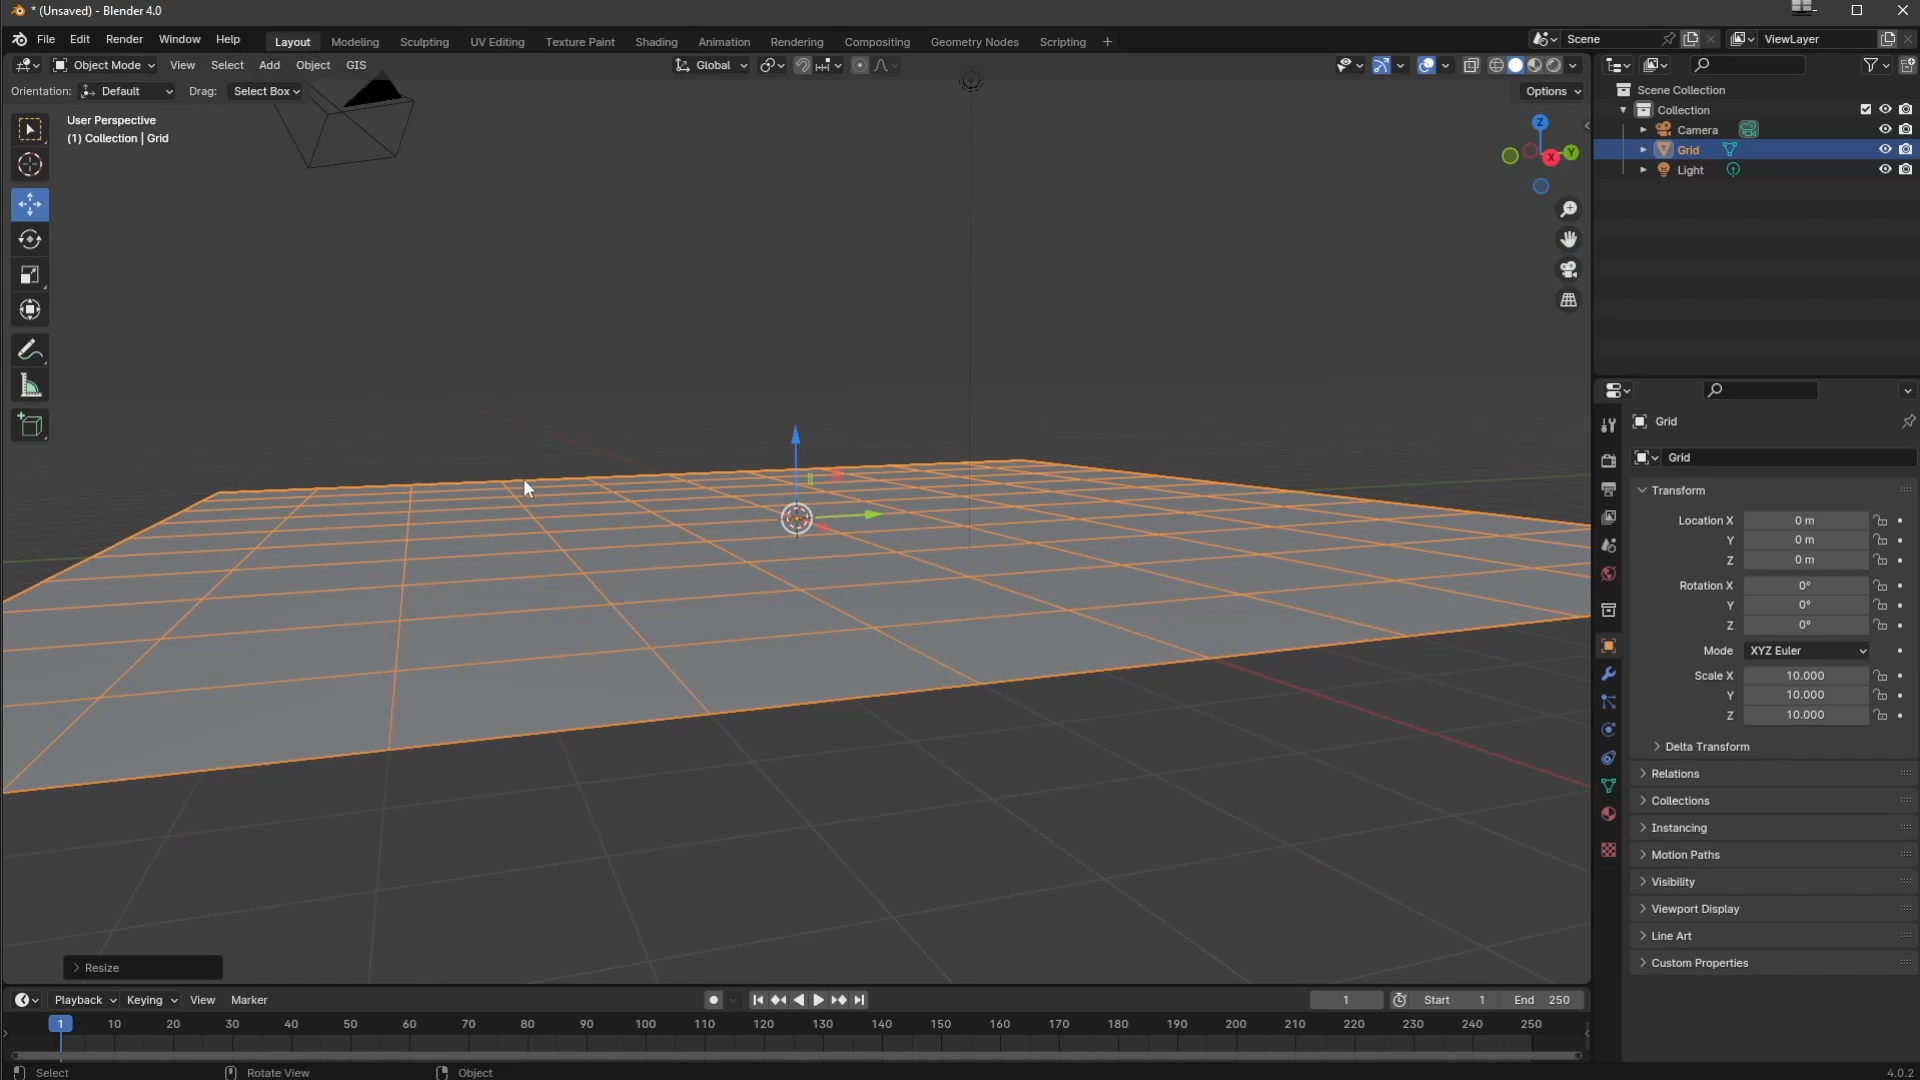 * (Unsaved) - Blender 4.0
File Edit Render Window Help Layout Modeling Sculpting UV Editing Texture Paint Shading Animation Rendering Compositing Geometry Nodes Scripting + Scene ViewLayer
Object Mode View Select Add Object GIS Global
Orientation: Default Drag: Select Box Options
User Perspective
(1) Collection | Grid
Z
Y
X
Scene Collection
Collection
Camera
Grid
Light
Grid
Grid
Transform
Location X 0 m
Y 0 m
Z 0 m
Rotation X 0°
Y 0°
Z 0°
Mode XYZ Euler
Scale X 10.000
Y 10.000
Z 10.000
Delta Transform
Relations
Collections
Instancing
Motion Paths
Visibility
Viewport Display
Line Art
Custom Properties
Resize
Playback Keying View Marker 1 Start 1 End 250
1 10 20 30 40 50 60 70 80 90 100 110 120 130 140 150 160 170 180 190 200 210 220 230 240 250
Select Rotate View Object 4.0.2